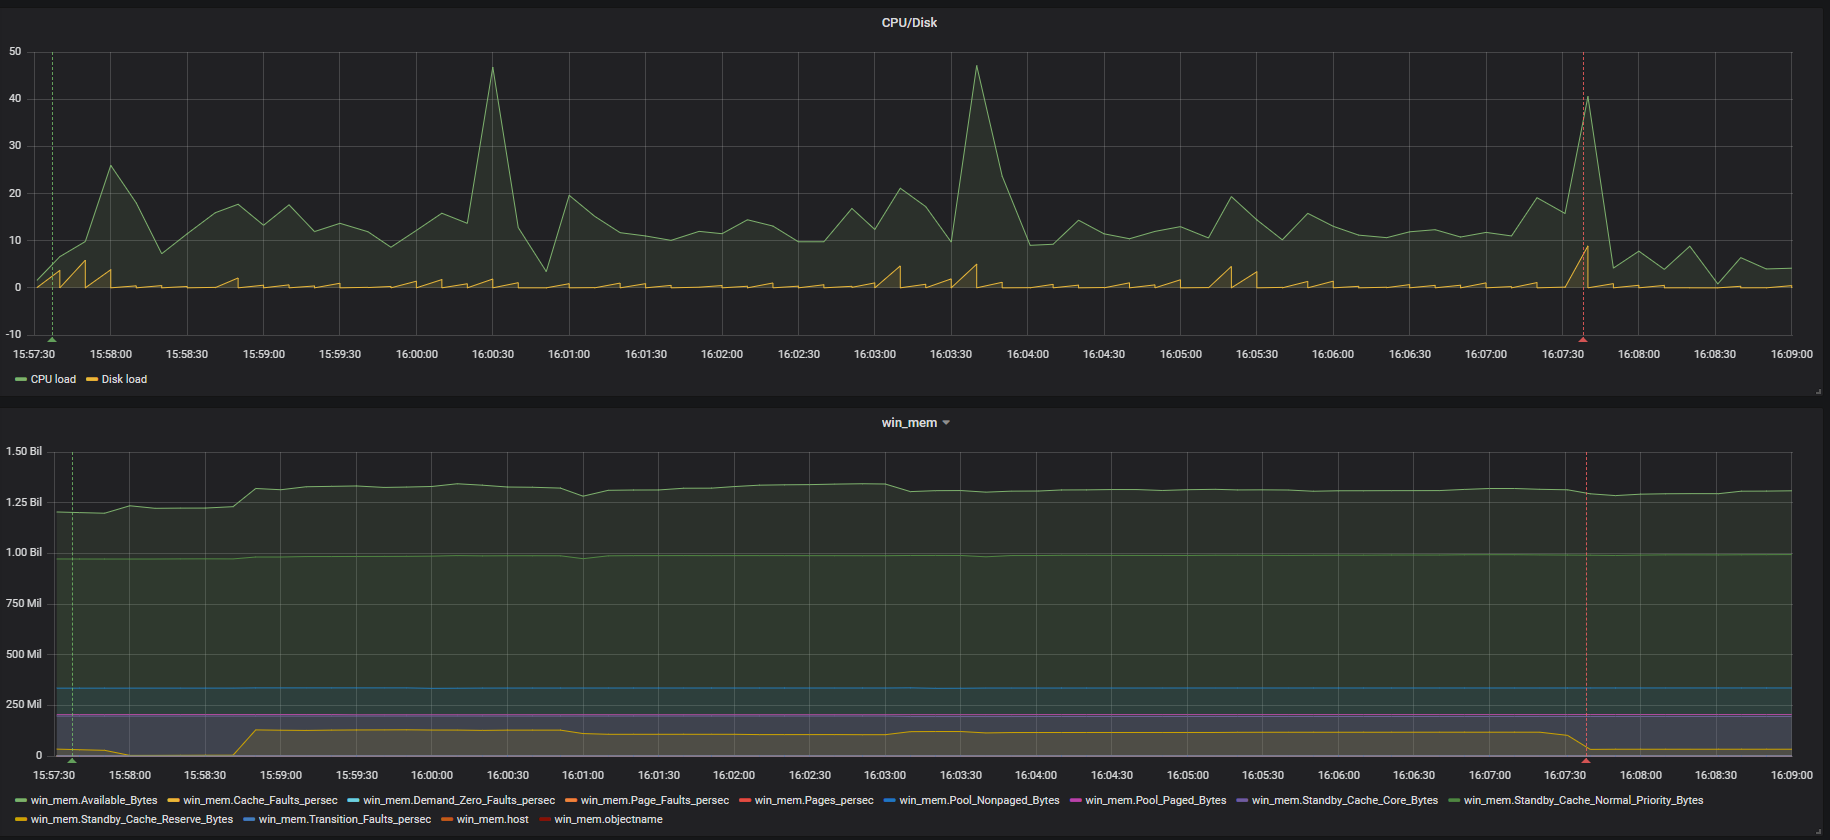 CPU/Disk
50
40
30
20
10
0
-10
15:57:30 15:58:00 15:58:30 15:59:00 15:59:30 16:00:00 16:00:30 16:01:00 16:01:30 16:02:00 16:02:30 16:03:00 16:03:30 16:04:00 16:04:30 16:05:00 16:05:30 16:06:00 16:06:30 16:07:00 16:07:30 16:08:00 16:08:30 16:09:00
CPU load Disk load
win_mem
1.50 Bil
1.25 Bil
1.00 Bil
750 Mil
500 Mil
250 Mil
0
15:57:30 15:58:00 15:58:30 15:59:00 15:59:30 16:00:00 16:00:30 16:01:00 16:01:30 16:02:00 16:02:30 16:03:00 16:03:30 16:04:00 16:04:30 16:05:00 16:05:30 16:06:00 16:06:30 16:07:00 16:07:30 16:08:00 16:08:30 16:09:00
win_mem.Available_Bytes win_mem.Cache_Faults_persec win_mem.Demand_Zero_Faults_persec win_mem.Page_Faults_persec win_mem.Pages_persec win_mem.Pool_Nonpaged_Bytes win_mem.Pool_Paged_Bytes win_mem.Standby_Cache_Core_Bytes win_mem.Standby_Cache_Normal_Priority_Bytes
win_mem.Standby_Cache_Reserve_Bytes win_mem.Transition_Faults_persec win_mem.host win_mem.objectname